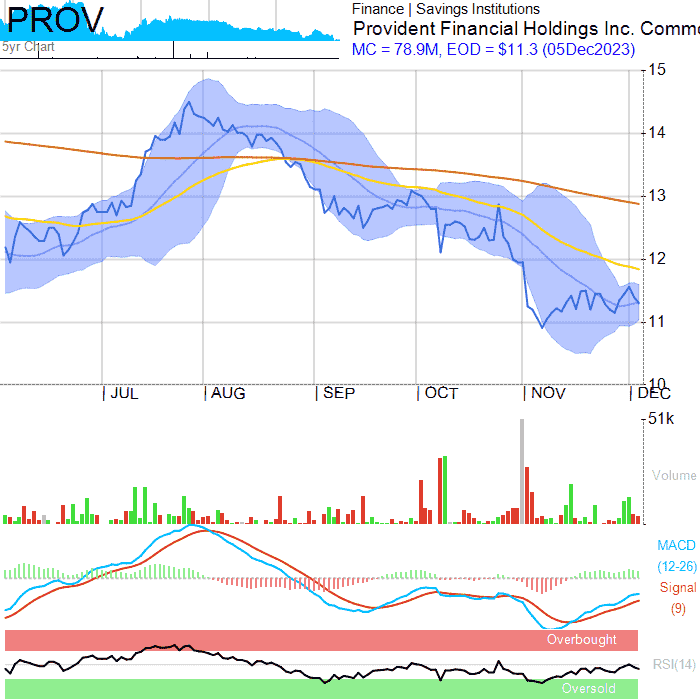 PROV
5yr Chart
Finance | Savings Institutions
Provident Financial Holdings Inc. Commo
MC = 78.9M, EOD = $11.3 (05Dec2023)
15
14
13
12
11
10
JUL AUG SEP OCT NOV DEC
51k
Volume
MACD
(12-26)
Signal
(9)
Overbought
RSI(14)
Oversold